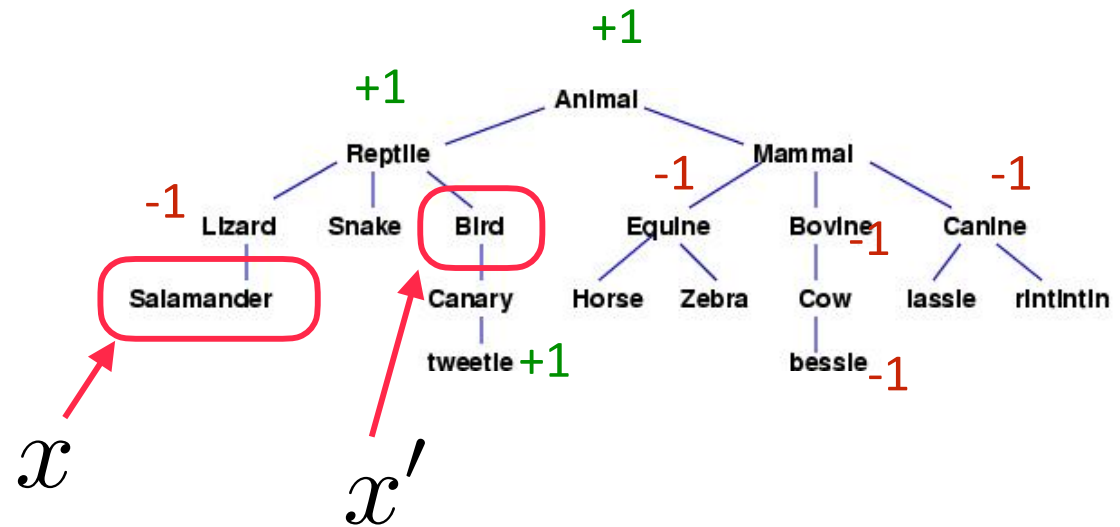 +1
+1 Animal
Reptile Mammal
-1 -1 -1
Lizard Snake Bird Equine Bovine Canine
-1
Salamander Canary Horse Zebra Cow lassie rintintin
tweetie +1 bessie -1
x
x′